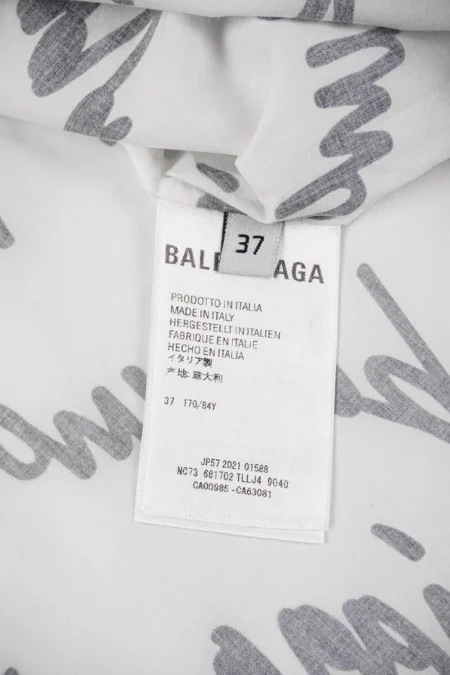 37
BALE AGA
PRODOTTO IN ITALIA
MADE IN ITALY
HERGESTELLT IN ITALIEN
FABRIQUE EN ITALIE
HECHO EN ITALIA
イタリア製
产地: 意大利
37 170/84Y
JP57 2021 01588
NC73 681702 TLLJ4 9040
CA00985 -CA63081